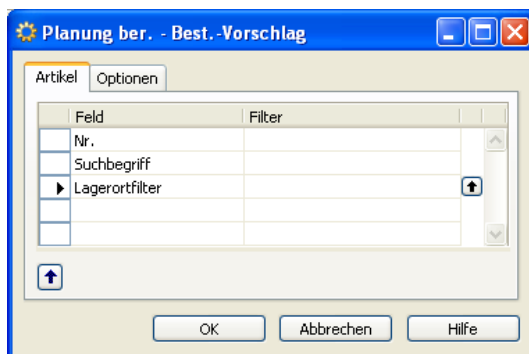 Planung ber. - Best.-Vorschlag
Artikel Optionen
Feld Filter
Nr.
Suchbegriff
Lagerortfilter
OK Abbrechen Hilfe